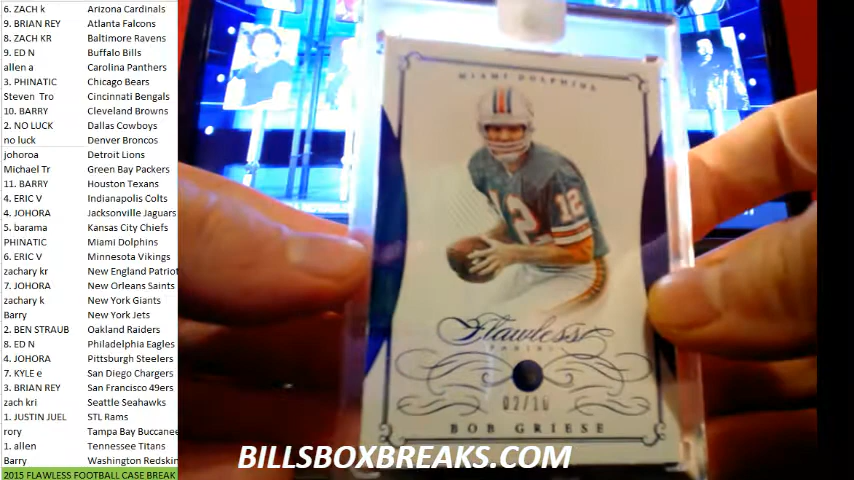 6. ZACH k Arizona Cardinals
9. BRIAN REY Atlanta Falcons
8. ZACH KR Baltimore Ravens
9. ED N Buffalo Bills
allen a Carolina Panthers
3. PHINATIC Chicago Bears
Steven Tro Cincinnati Bengals
10. BARRY Cleveland Browns
2. NO LUCK Dallas Cowboys
no luck Denver Broncos
johoroa Detroit Lions
Michael Tr Green Bay Packers
11. BARRY Houston Texans
4. ERIC V Indianapolis Colts
4. JOHORA Jacksonville Jaguars
5. barama Kansas City Chiefs
PHINATIC Miami Dolphins
6. ERIC V Minnesota Vikings
zachary kr New England Patriot
7. JOHORA New Orleans Saints
zachary k New York Giants
Barry New York Jets
2. BEN STRAUB Oakland Raiders
8. ED N Philadelphia Eagles
4. JOHORA Pittsburgh Steelers
7. KYLE e San Diego Chargers
3. BRIAN REY San Francisco 49ers
zach kri Seattle Seahawks
1. JUSTIN JUEL STL Rams
rory Tampa Bay Buccanee
1. allen Tennessee Titans
Barry Washington Redskin
2015 FLAWLESS FOOTBALL CASE BREAK
MIAMI DOLPHINS
12
12
Flawless
PANINI
02/10
BOB GRIESE
BILLSBOXBREAKS.COM